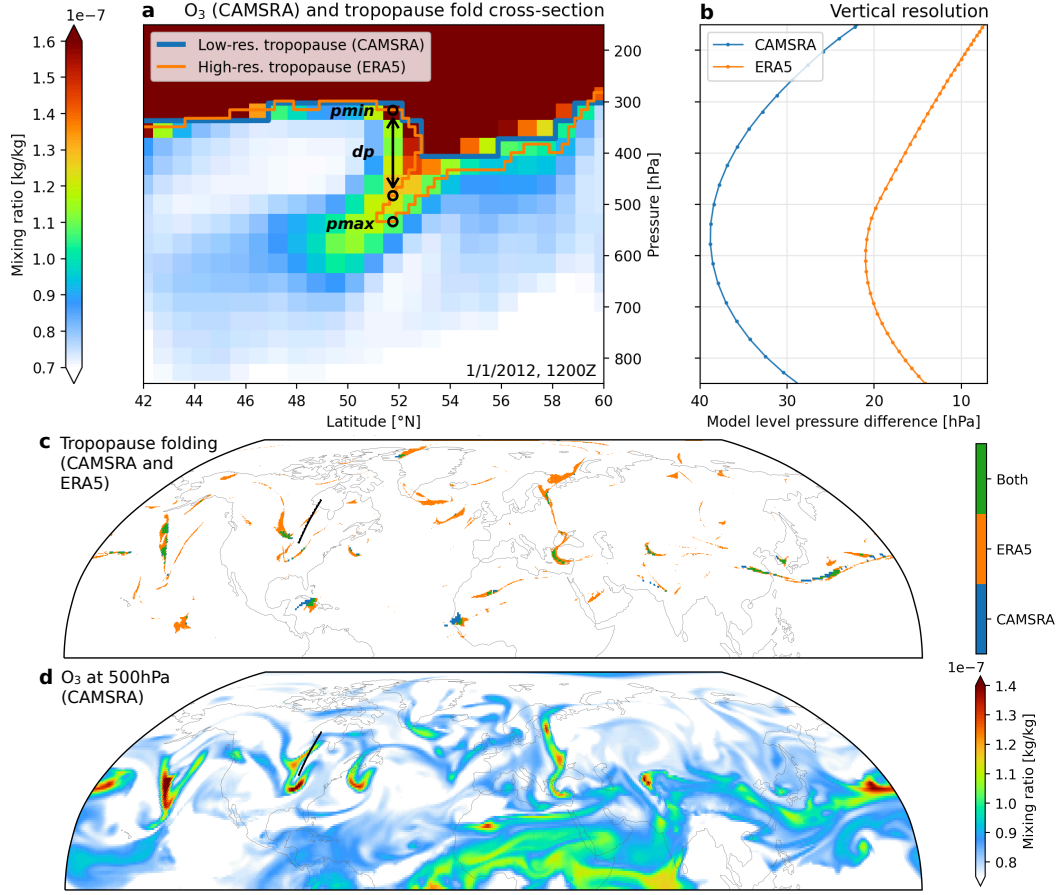 a O₃ (CAMSRA) and tropopause fold cross-section
1e−7
1.6
1.4
1.3
1.2
1.1
0.9
0.8
0.7
Mixing ratio [kg/kg]
Low-res. tropopause (CAMSRA)
High-res. tropopause (ERA5)
pmin
dp
pmax
1/1/2012, 1200Z
42 44 46 48 50 52 54 56 58 60
Latitude [°N]
200
300
400
500
600
700
800
Pressure [hPa]
b Vertical resolution
CAMSRA
ERA5
40 30 20 10
Model level pressure difference [hPa]
c Tropopause folding
(CAMSRA and
ERA5)
Both
ERA5
CAMSRA
d O₃ at 500hPa
(CAMSRA)
1e−7
1.4
1.3
1.2
1.1
1.0
0.9
0.8
Mixing ratio [kg/kg]